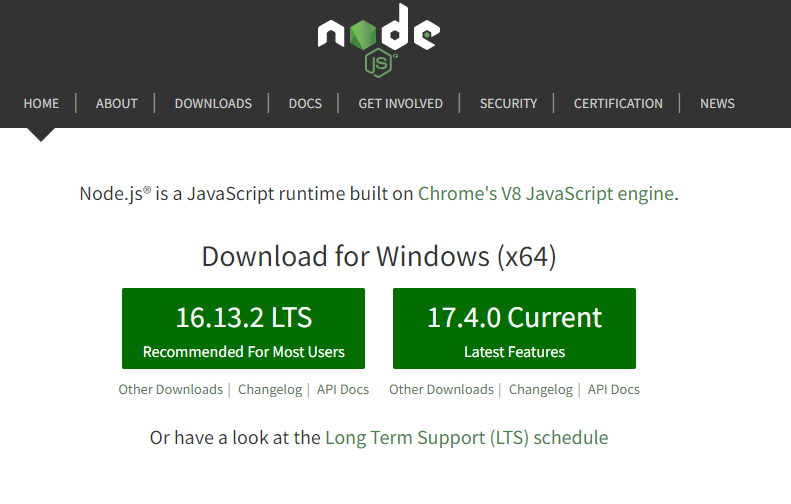 node
JS
HOME | ABOUT | DOWNLOADS | DOCS | GET INVOLVED | SECURITY | CERTIFICATION | NEWS
Node.js® is a JavaScript runtime built on Chrome's V8 JavaScript engine.
Download for Windows (x64)
16.13.2 LTS 17.4.0 Current
Recommended For Most Users Latest Features
Other Downloads | Changelog | API Docs Other Downloads | Changelog | API Docs
Or have a look at the Long Term Support (LTS) schedule